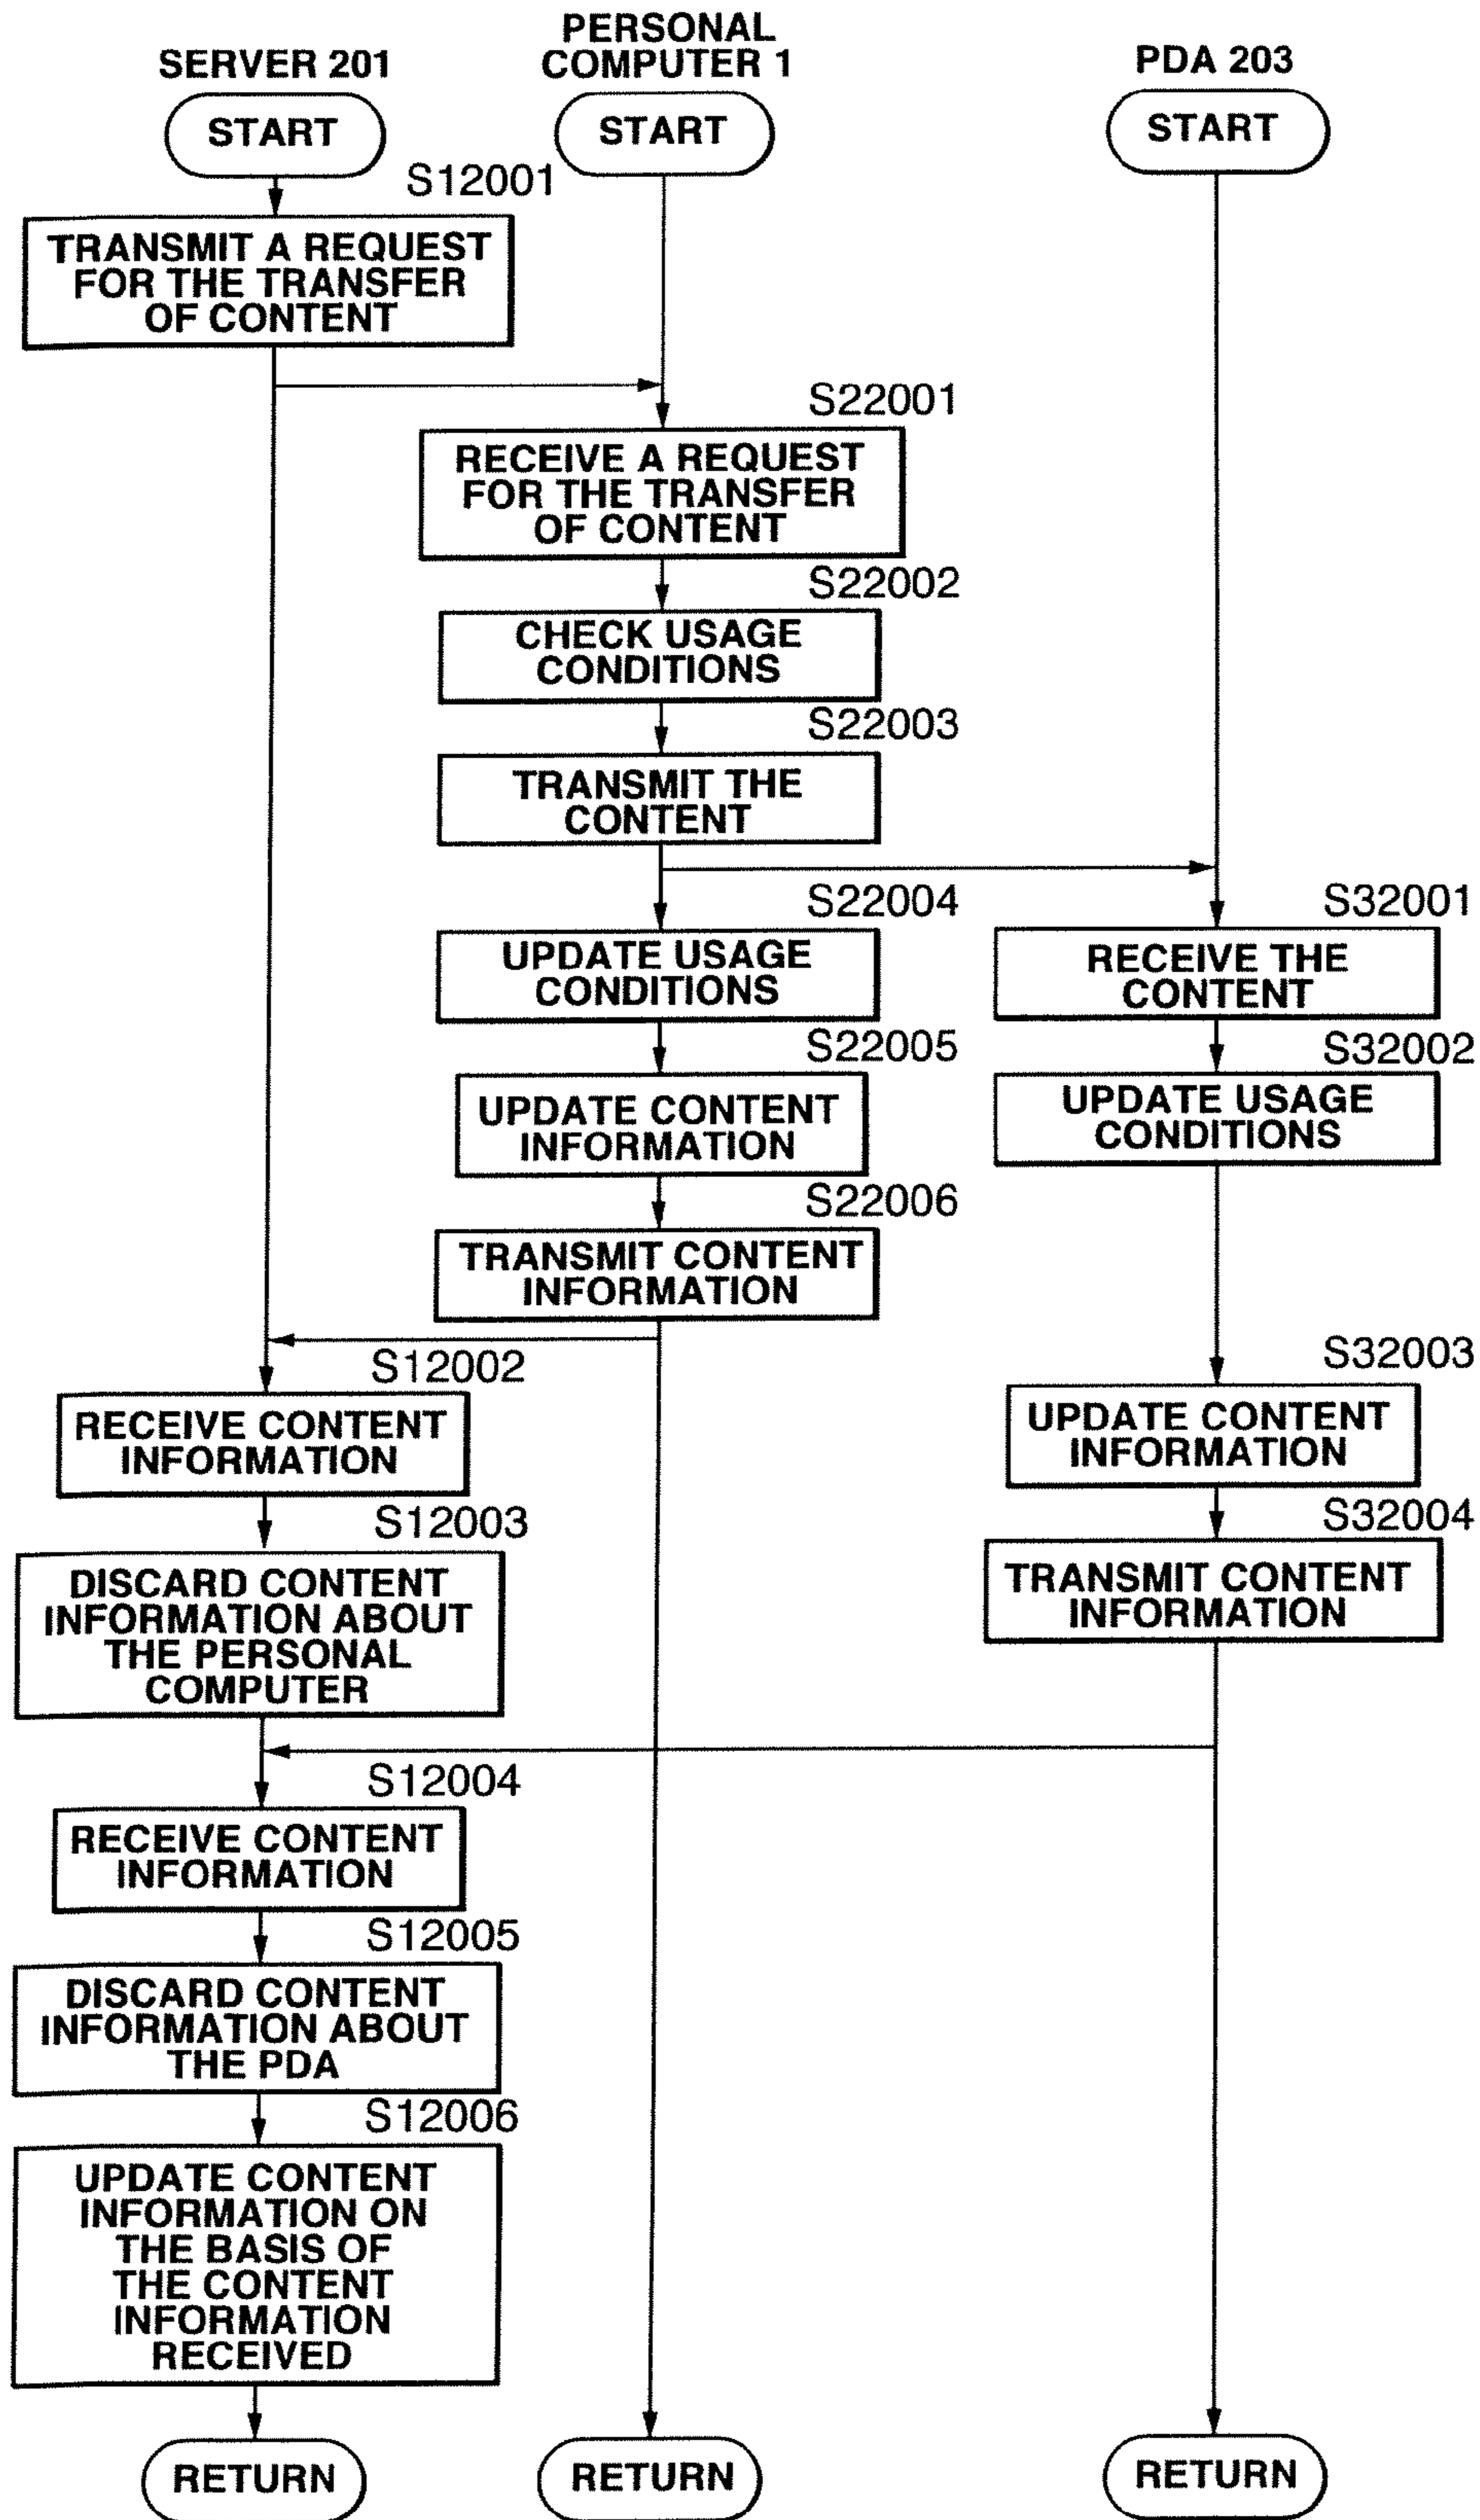 SERVER 201
PERSONAL
COMPUTER 1
PDA 203
START
START
START
S12001
TRANSMIT A REQUEST
FOR THE TRANSFER
OF CONTENT
S22001
RECEIVE A REQUEST
FOR THE TRANSFER
OF CONTENT
S22002
CHECK USAGE
CONDITIONS
S22003
TRANSMIT THE
CONTENT
S22004
UPDATE USAGE
CONDITIONS
S32001
RECEIVE THE
CONTENT
S22005
UPDATE CONTENT
INFORMATION
S32002
UPDATE USAGE
CONDITIONS
S22006
TRANSMIT CONTENT
INFORMATION
S12002
RECEIVE CONTENT
INFORMATION
S32003
UPDATE CONTENT
INFORMATION
S12003
DISCARD CONTENT
INFORMATION ABOUT
THE PERSONAL
COMPUTER
S32004
TRANSMIT CONTENT
INFORMATION
S12004
RECEIVE CONTENT
INFORMATION
S12005
DISCARD CONTENT
INFORMATION ABOUT
THE PDA
S12006
UPDATE CONTENT
INFORMATION ON
THE BASIS OF
THE CONTENT
INFORMATION
RECEIVED
RETURN
RETURN
RETURN